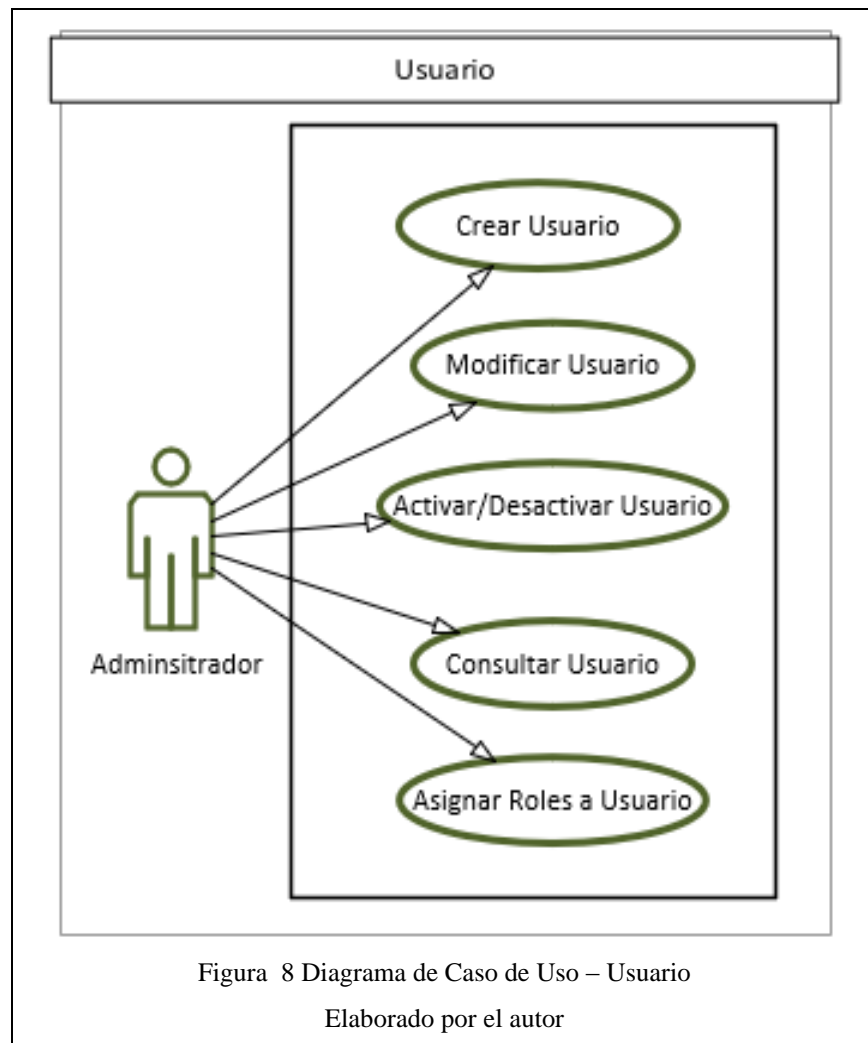 Usuario
Crear Usuario
Modificar Usuario
Activar/Desactivar Usuario
Adminsitrador
Consultar Usuario
Asignar Roles a Usuario
Figura 8 Diagrama de Caso de Uso – Usuario
Elaborado por el autor